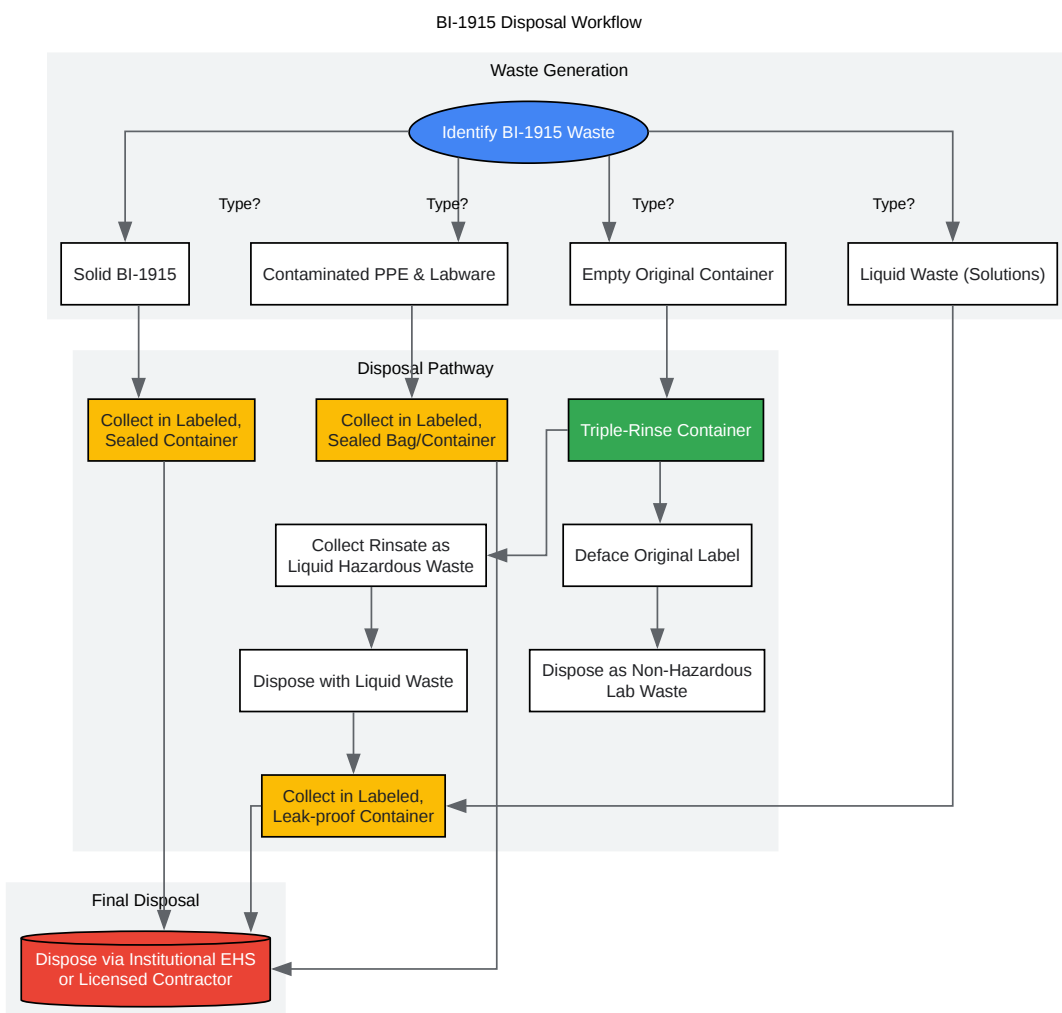 BI-1915 Disposal Workflow
Waste Generation
Identify BI-1915 Waste
Type?
Type?
Type?
Type?
Solid BI-1915
Contaminated PPE & Labware
Empty Original Container
Liquid Waste (Solutions)
Disposal Pathway
Collect in Labeled,
Sealed Container
Collect in Labeled,
Sealed Bag/Container
Triple-Rinse Container
Collect Rinsate as
Liquid Hazardous Waste
Deface Original Label
Dispose with Liquid Waste
Dispose as Non-Hazardous
Lab Waste
Collect in Labeled,
Leak-proof Container
Final Disposal
Dispose via Institutional EHS
or Licensed Contractor